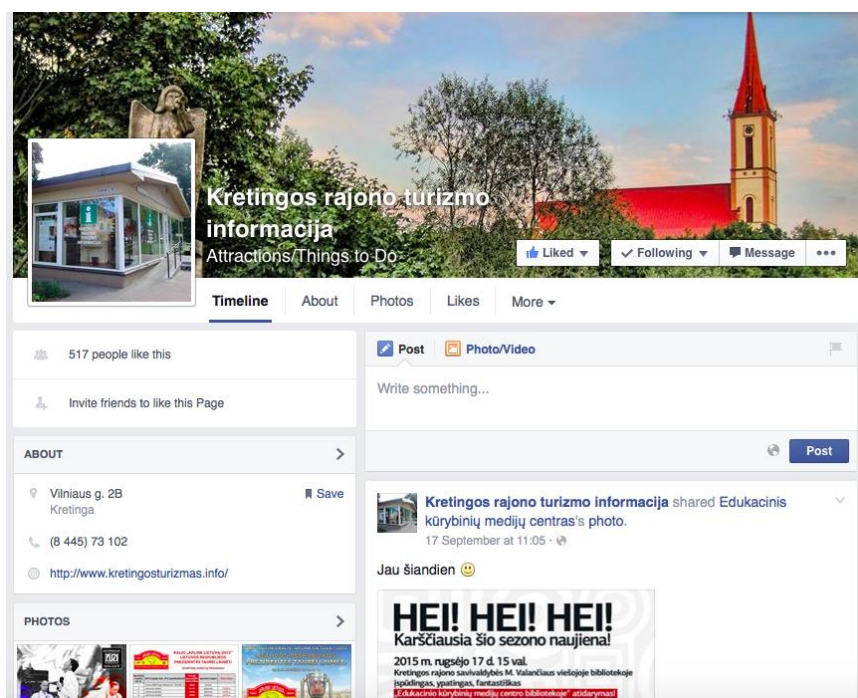 Kretingos rajono turizmo
informacija
Attractions/Things to Do
Liked
Following
Message
Timeline
About
Photos
Likes
More
517 people like this
Invite friends to like this Page
ABOUT
Vilniaus g. 2B
Save
Kretinga
(8 445) 73 102
http://www.kretingosturizmas.info/
PHOTOS
Post
Photo/Video
Write something...
Post
Kretingos rajono turizmo informacija shared Edukacinis
kūrybinių medijų centras's photo.
17 September at 11:05 ·
Jau šiandien
HEI! HEI! HEI!
Karščiausia šio sezono naujiena!
2015 m. rugsėjo 17 d. 15 val.
Kretingos rajono savivaldybės M. Valančiaus viešojoje bibliotekoje
įspūdingas, ypatingas, fantastiškas
„Edukacinio kūrybinių medijų centro bibliotekoje" atidarymas!